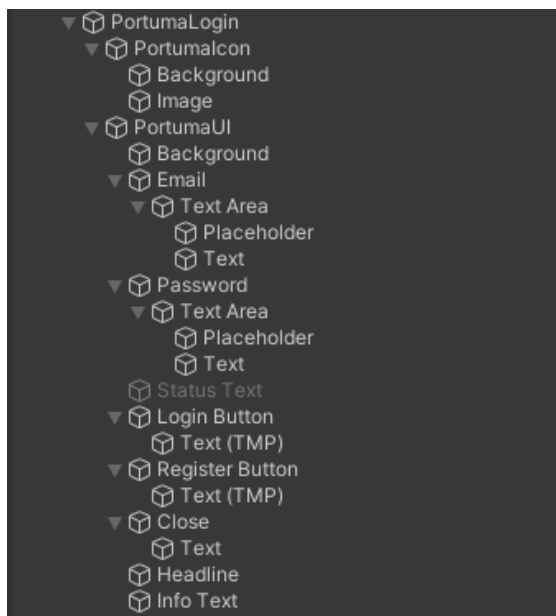 PortumaLogin
PortumaIcon
Background
Image
PortumaUI
Background
Email
Text Area
Placeholder
Text
Password
Text Area
Placeholder
Text
Status Text
Login Button
Text (TMP)
Register Button
Text (TMP)
Close
Text
Headline
Info Text